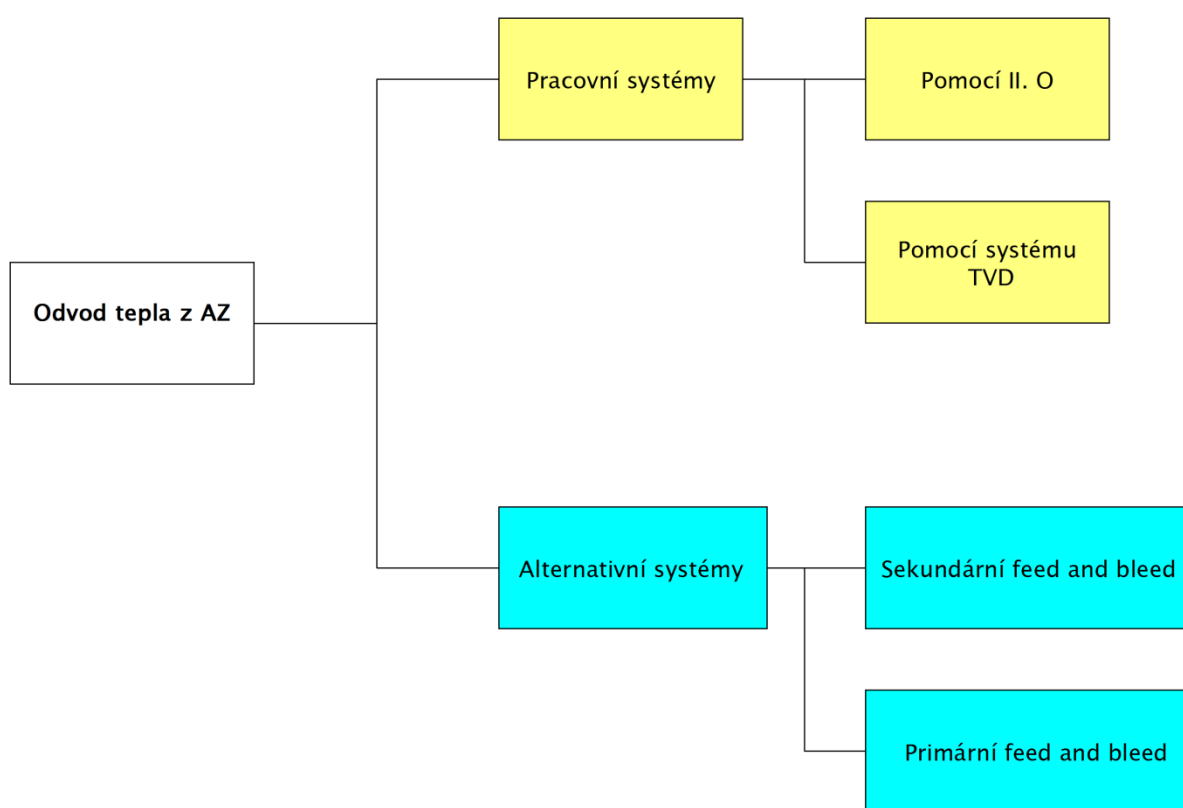 Pracovní systémy
Pomocí II. O
Pomocí systému
TVD
Odvod tepla z AZ
Alternativní systémy
Sekundární feed and bleed
Primární feed and bleed